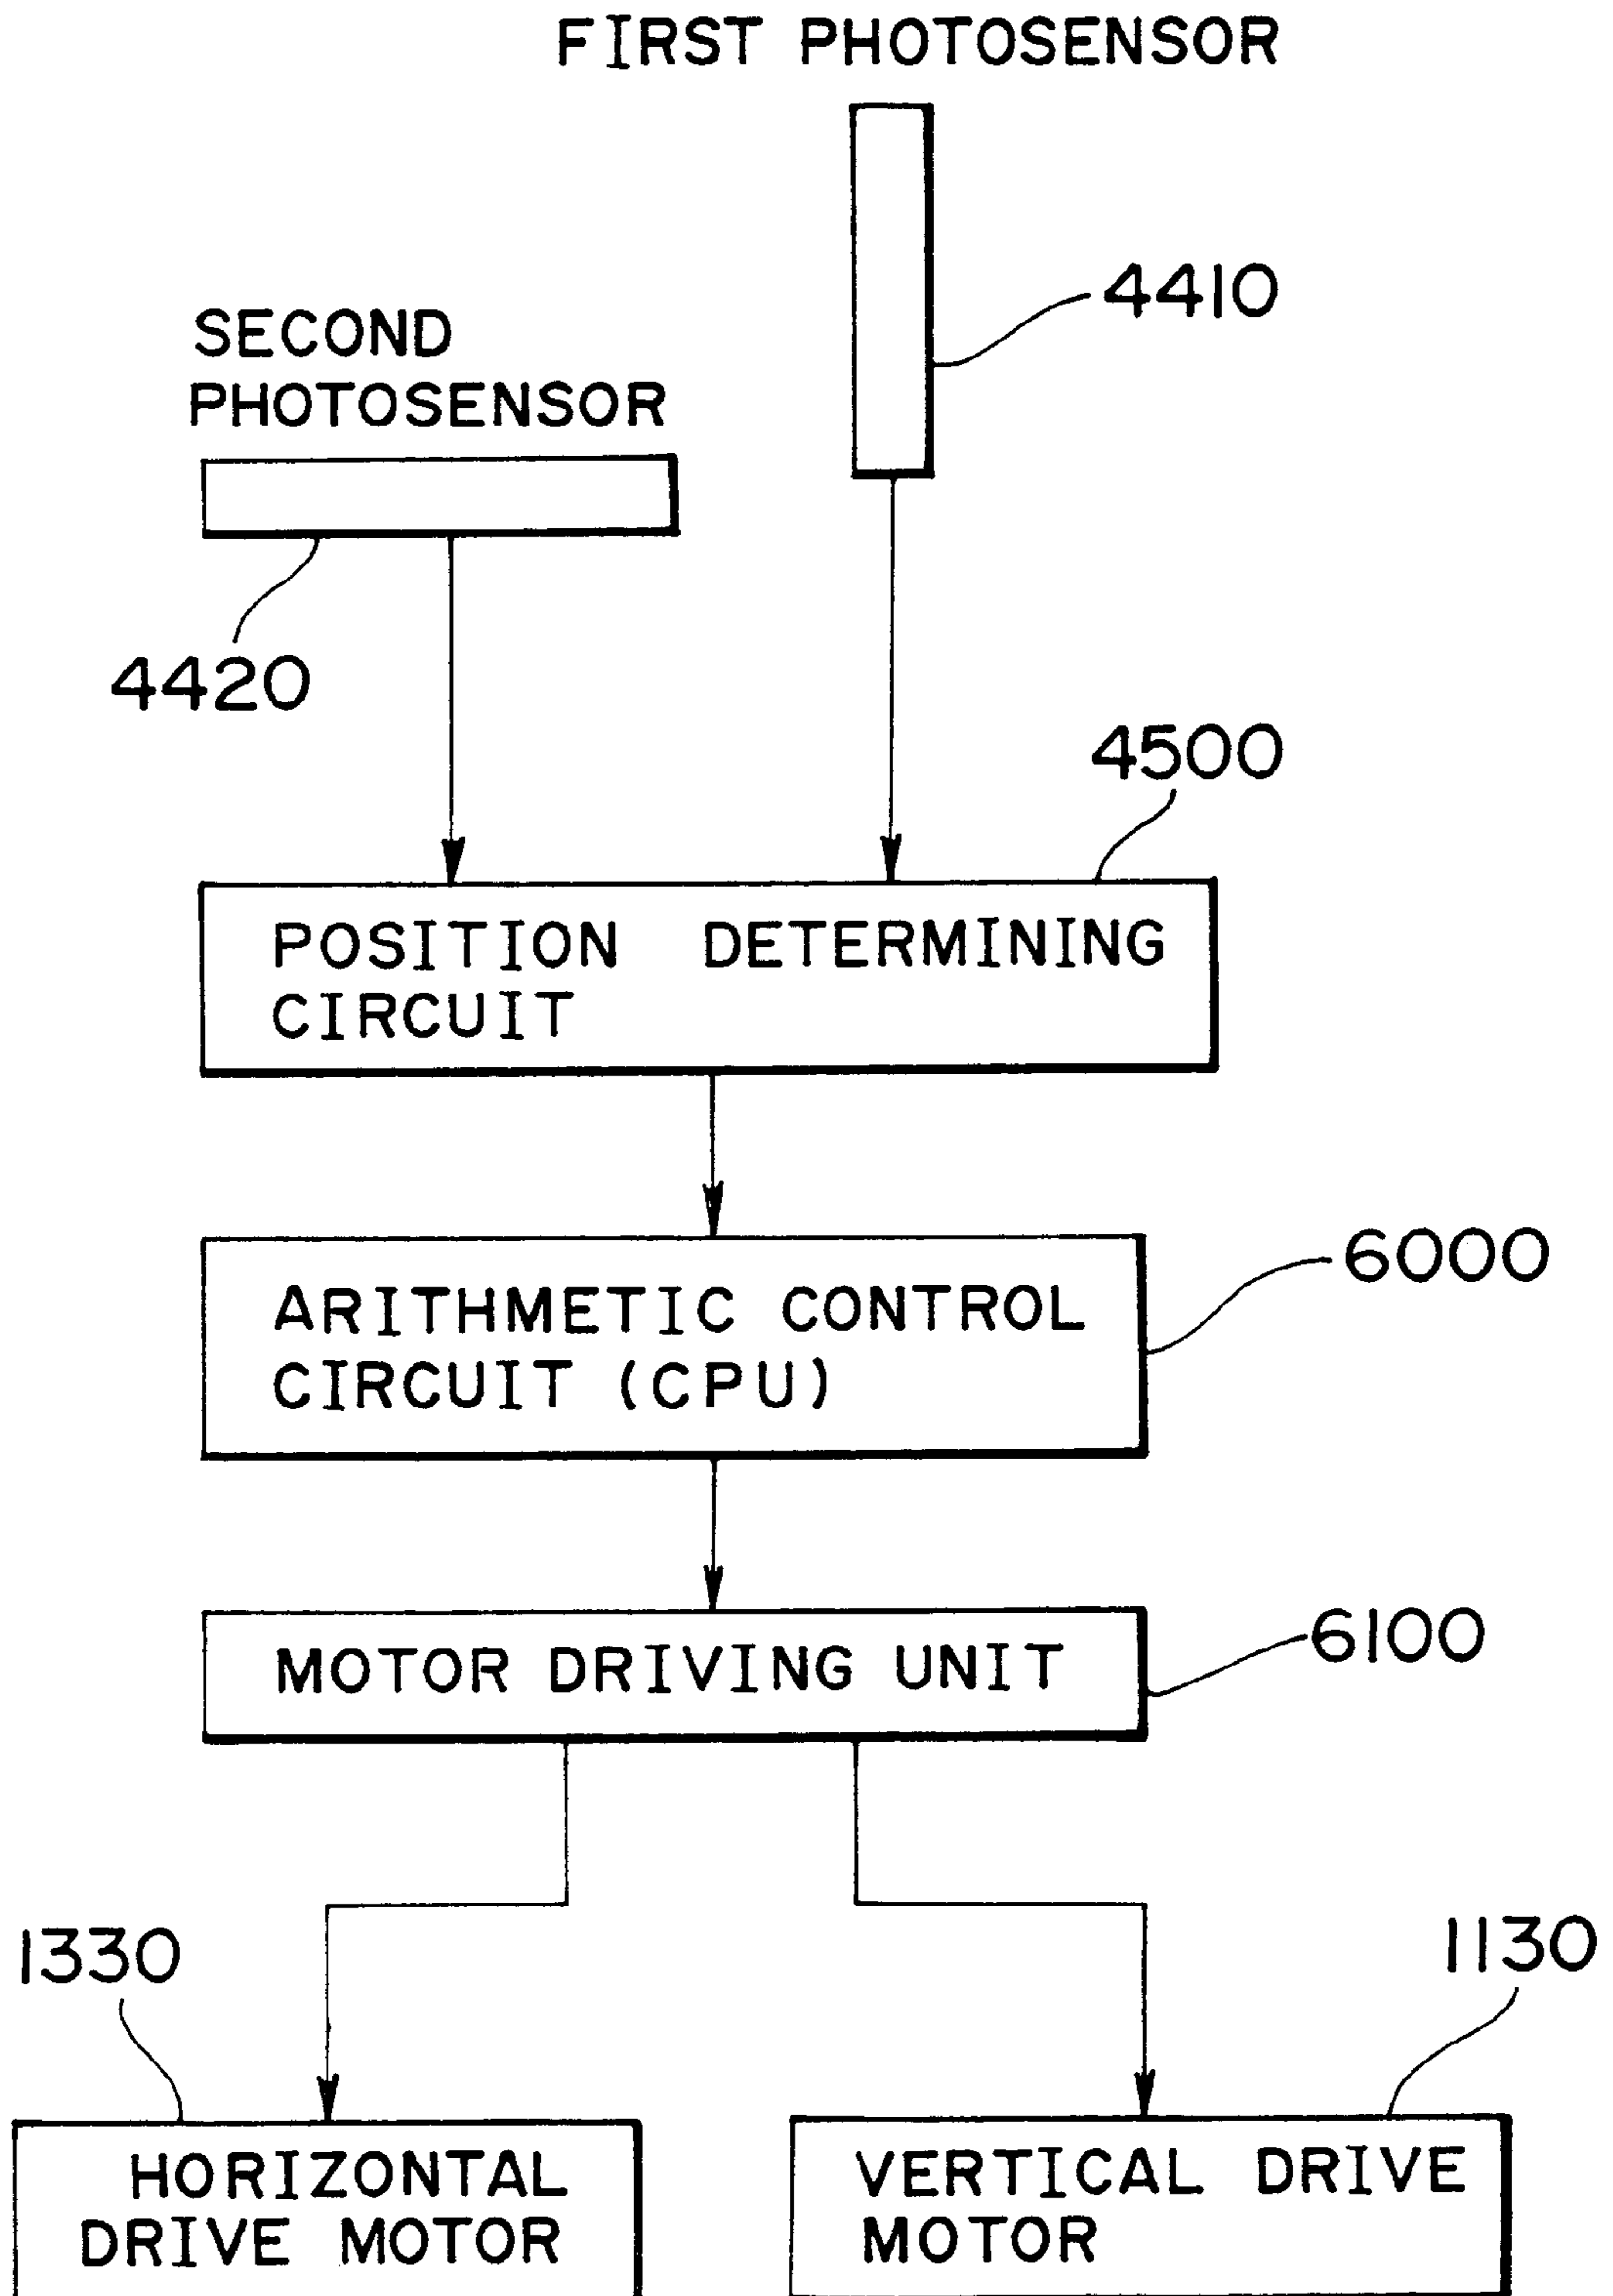 FIRST PHOTOSENSOR
4410
SECOND
PHOTOSENSOR
4420
4500
POSITION DETERMINING
CIRCUIT
6000
ARITHMETIC CONTROL
CIRCUIT (CPU)
6100
MOTOR DRIVING UNIT
1330
1130
HORIZONTAL
DRIVE MOTOR
VERTICAL DRIVE
MOTOR